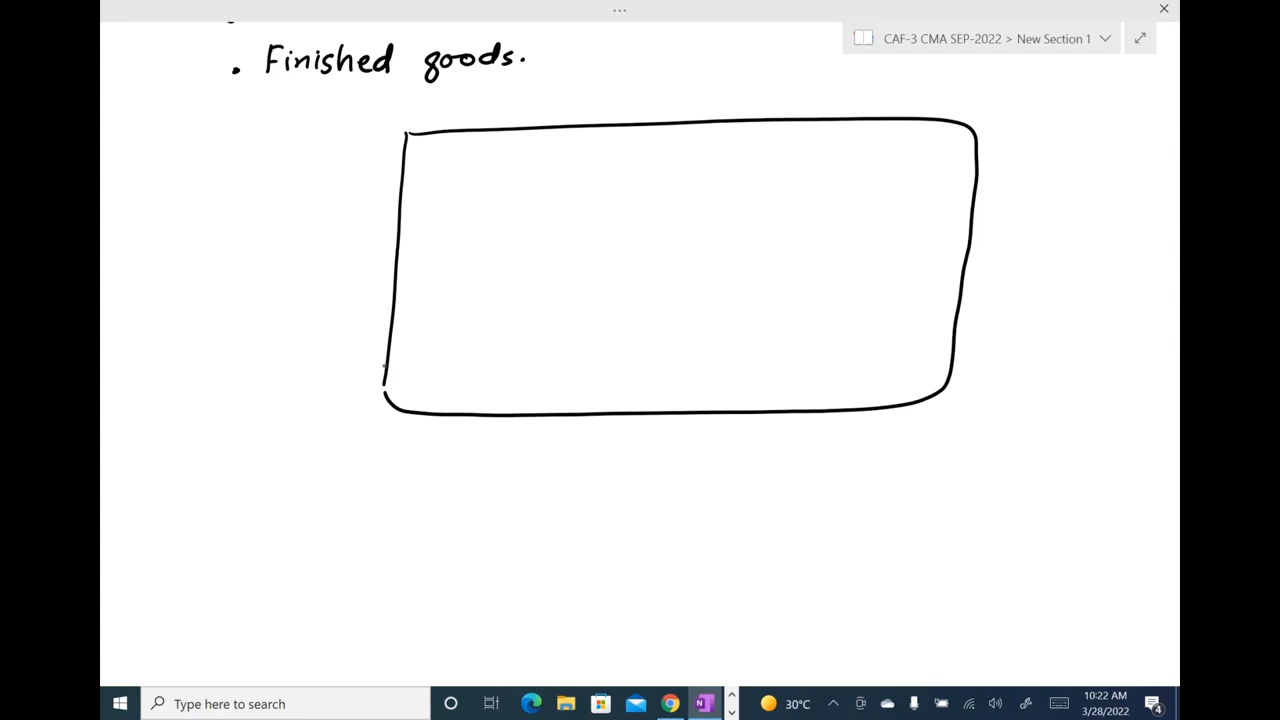 CAF-3 CMA SEP-2022 > New Section 1
. Finished goods.
Type here to search
N
30°C
10:22 AM
3/28/2022
4